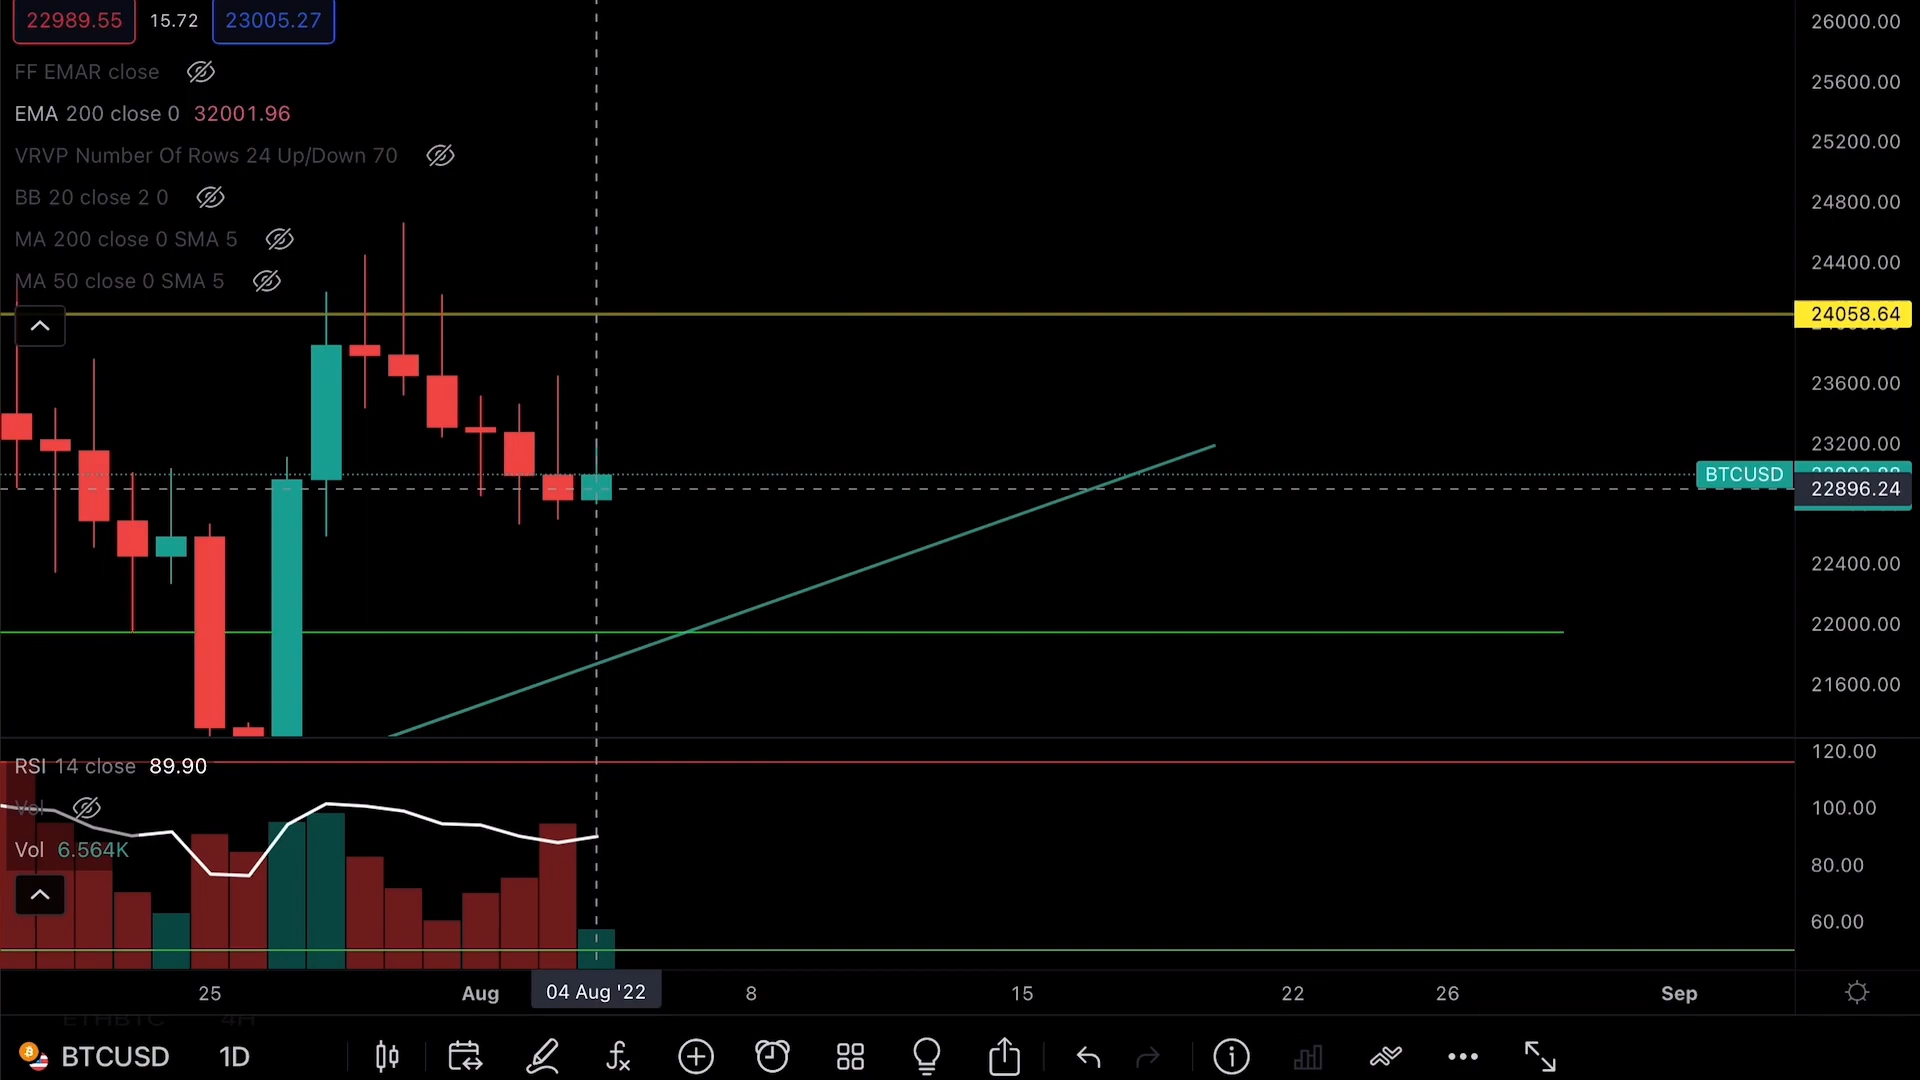 22989.55 15.72 23005.27
FF EMAR close
EMA 200 close 0 32001.96
VRVP Number Of Rows 24 Up/Down 70
BB 20 close 2 0
MA 200 close 0 SMA 5
MA 50 close 0 SMA 5
26000.00
25600.00
25200.00
24800.00
24400.00
24058.64
23600.00
23200.00
BTCUSD
22896.24
22400.00
22000.00
21600.00
RSI 14 close 89.90
Vol
Vol 6.564K
120.00
100.00
80.00
60.00
25 Aug 04 Aug '22 8 15 22 26 Sep
ETHBTC 4H
BTCUSD 1D